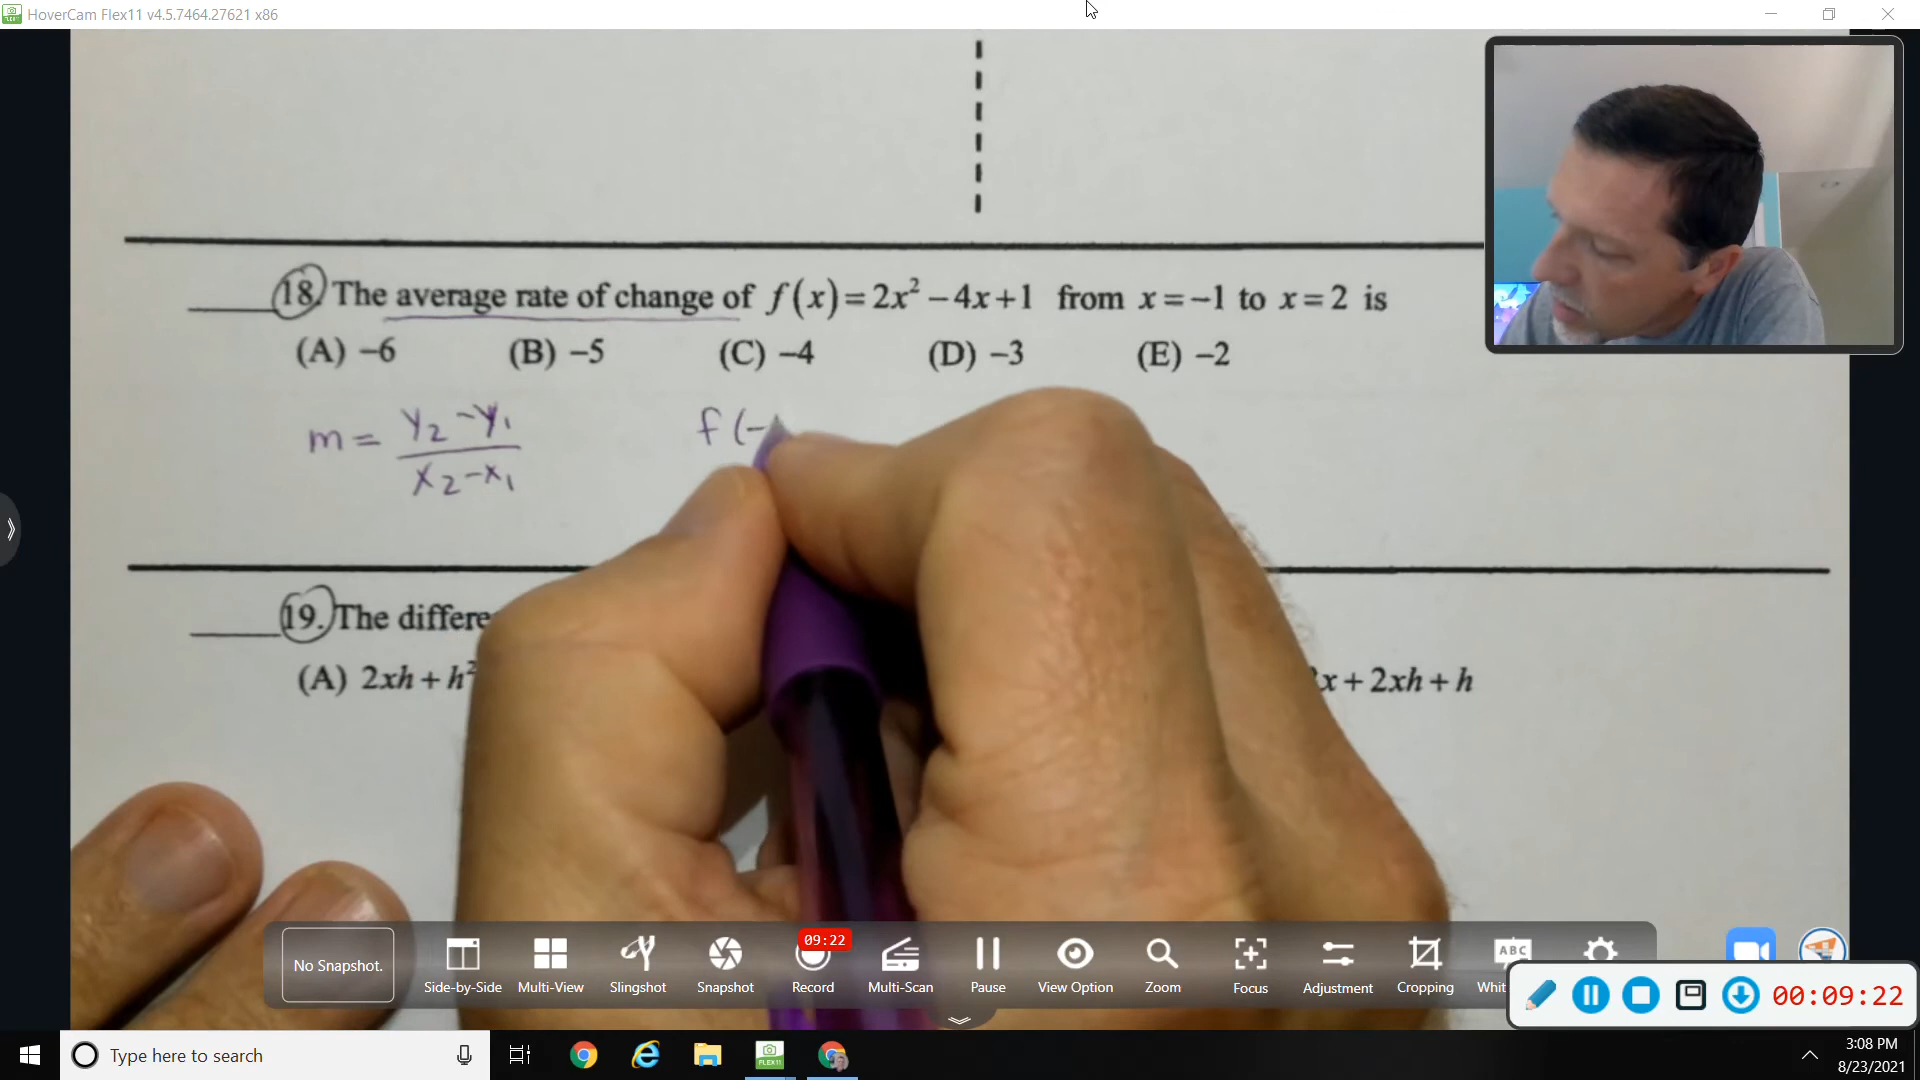 HoverCam Flex11 v4.5.7464.27621 x86
18. The average rate of change of f(x)=2x²−4x+1 from x=−1 to x=2 is
(A) −6 (B) −5 (C) −4 (D) −3 (E) −2
m = y₂−y₁ / x₂−x₁ f(-
19. The differe
(A) 2xh+h² x+2xh+h
No Snapshot.
Side-by-Side Multi-View Slingshot Snapshot 09:22 Record Multi-Scan Pause View Option Zoom Focus Adjustment Cropping ABC Whit
00:09:22
Type here to search
FLEX11
3:08 PM
8/23/2021